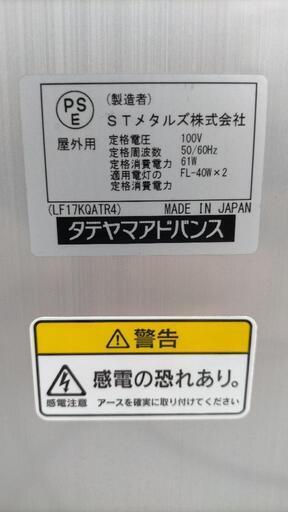 PS
E
(製造者)
STメタルズ株式会社
屋外用
定格電圧 100V
定格周波数 50/60Hz
定格消費電力 61W
適用電灯の FL-40W×2
定格消費電力
(LF17KQATR4) MADE IN JAPAN
タテヤマアドバンス
警告
感電の恐れあり。
感電注意 アースを確実に取り付けてください